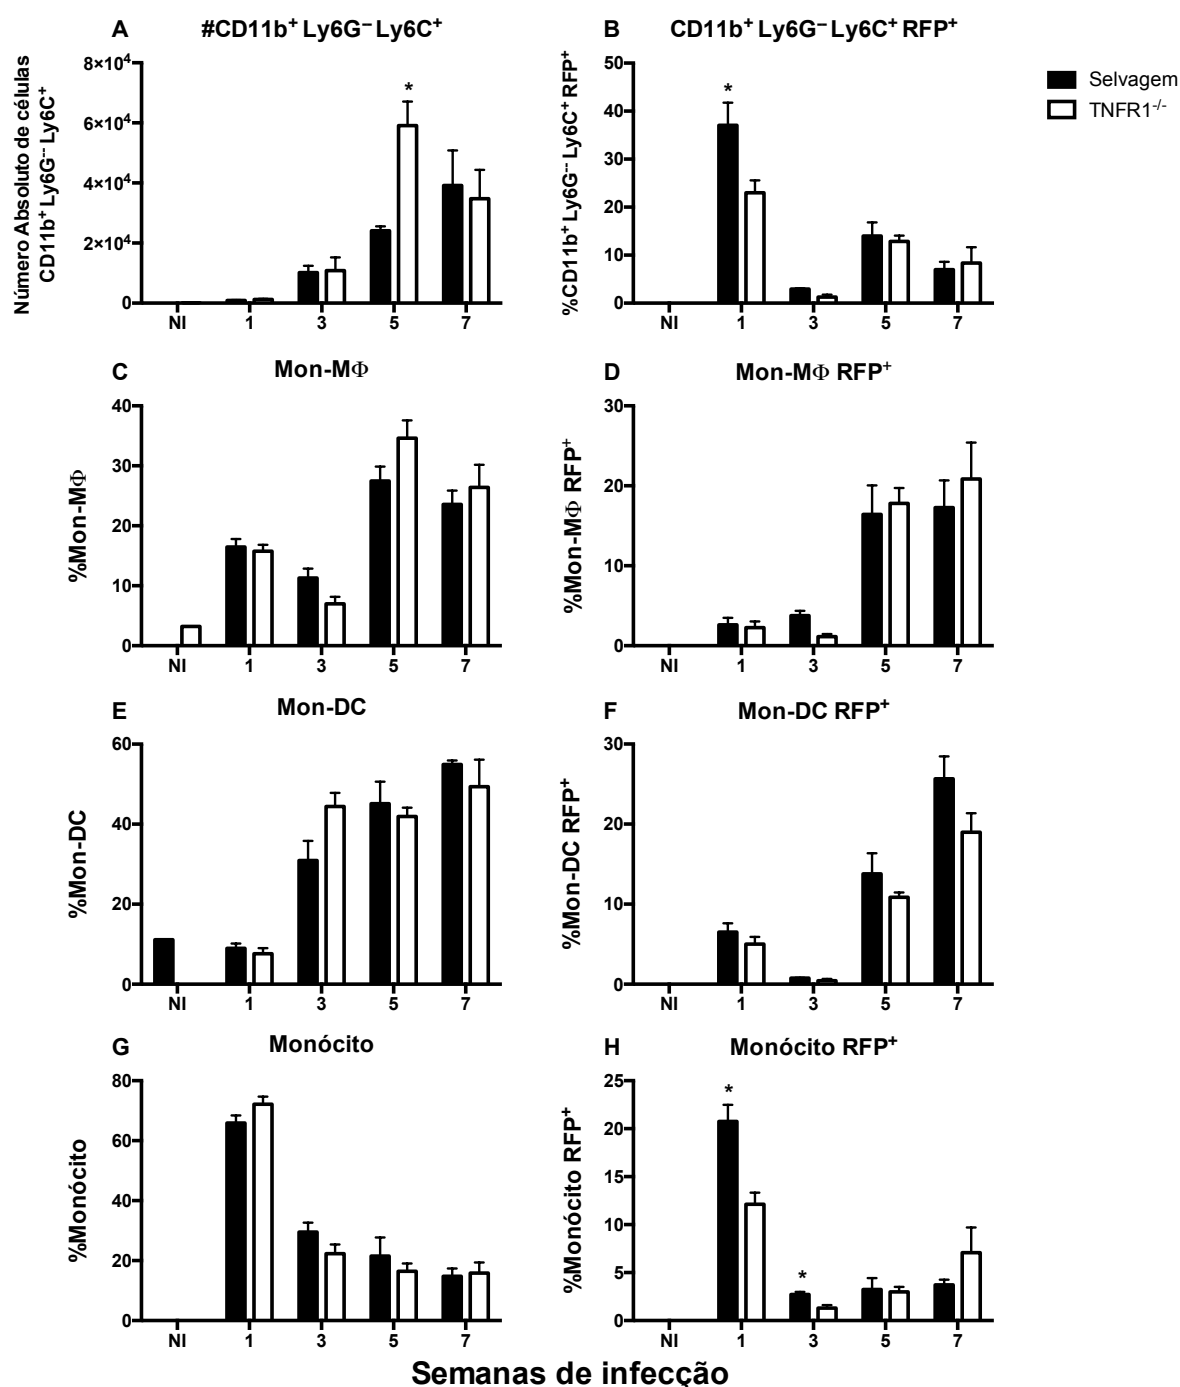 A #CD11b⁺ Ly6G⁻ Ly6C⁺
Número Absoluto de células
CD11b⁺ Ly6G⁻ Ly6C⁺
8×10⁴
6×10⁴
4×10⁴
2×10⁴
0
*
NI 1 3 5 7
B CD11b⁺ Ly6G⁻ Ly6C⁺ RFP⁺
%CD11b⁺ Ly6G⁻ Ly6C⁺ RFP⁺
50
40
30
20
10
0
*
NI 1 3 5 7
Selvagem
TNFR1⁻/⁻
C Mon-MΦ
%Mon-MΦ
40
30
20
10
0
NI 1 3 5 7
D Mon-MΦ RFP⁺
%Mon-MΦ RFP⁺
30
20
10
0
NI 1 3 5 7
E Mon-DC
%Mon-DC
60
40
20
0
NI 1 3 5 7
F Mon-DC RFP⁺
%Mon-DC RFP⁺
30
20
10
0
NI 1 3 5 7
G Monócito
%Monócito
80
60
40
20
0
NI 1 3 5 7
H Monócito RFP⁺
%Monócito RFP⁺
25
20
15
10
5
0
*
*
NI 1 3 5 7
Semanas de infecção